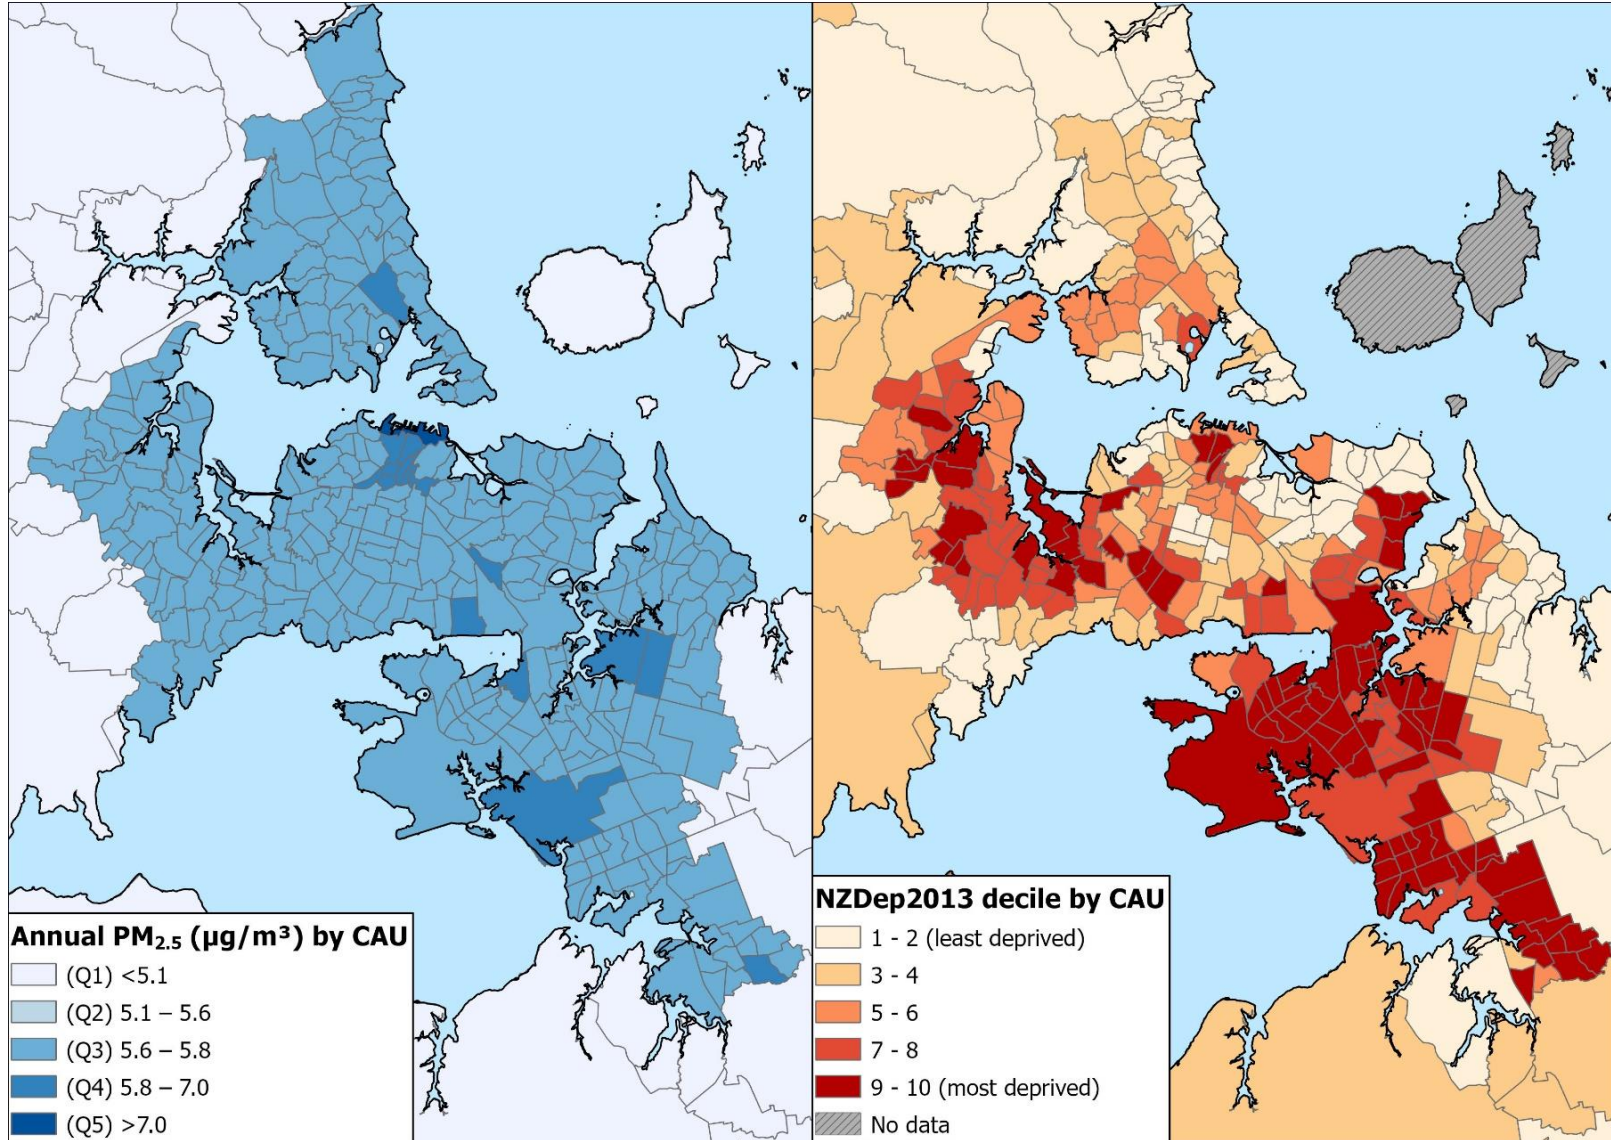 Annual PM₂.₅ (µg/m³) by CAU
(Q1) <5.1
(Q2) 5.1 – 5.6
(Q3) 5.6 – 5.8
(Q4) 5.8 – 7.0
(Q5) >7.0
NZDep2013 decile by CAU
1 - 2 (least deprived)
3 - 4
5 - 6
7 - 8
9 - 10 (most deprived)
No data